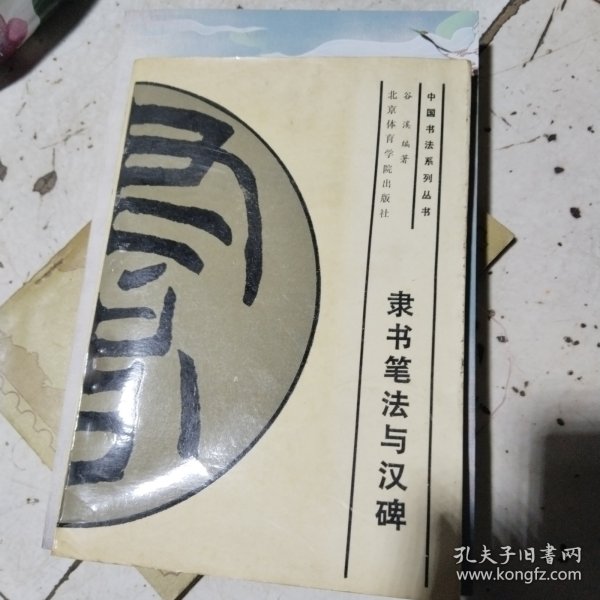 中国书法系列丛书
谷溪编著
北京体育学院出版社
隶书笔法与汉碑
孔夫子旧書网
www.kongfz.com